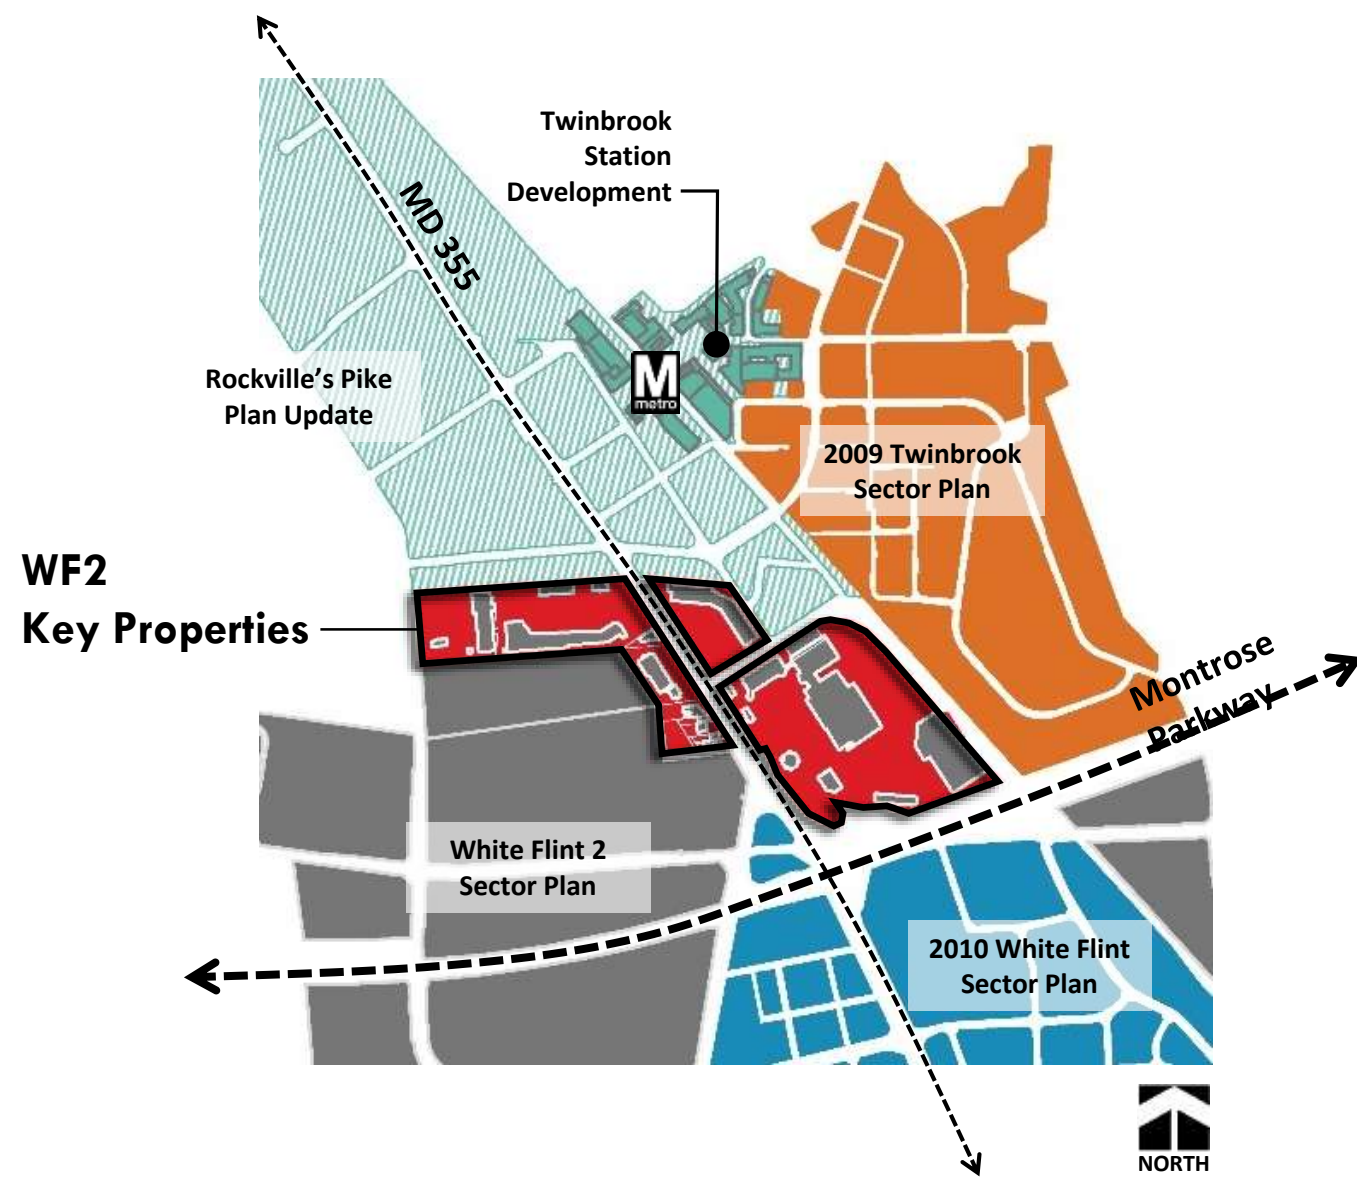 Twinbrook
Station
Development
MD 355
M
metro
Rockville's Pike
Plan Update
2009 Twinbrook
Sector Plan
WF2
Key Properties
Montrose
Parkway
White Flint 2
Sector Plan
2010 White Flint
Sector Plan
NORTH